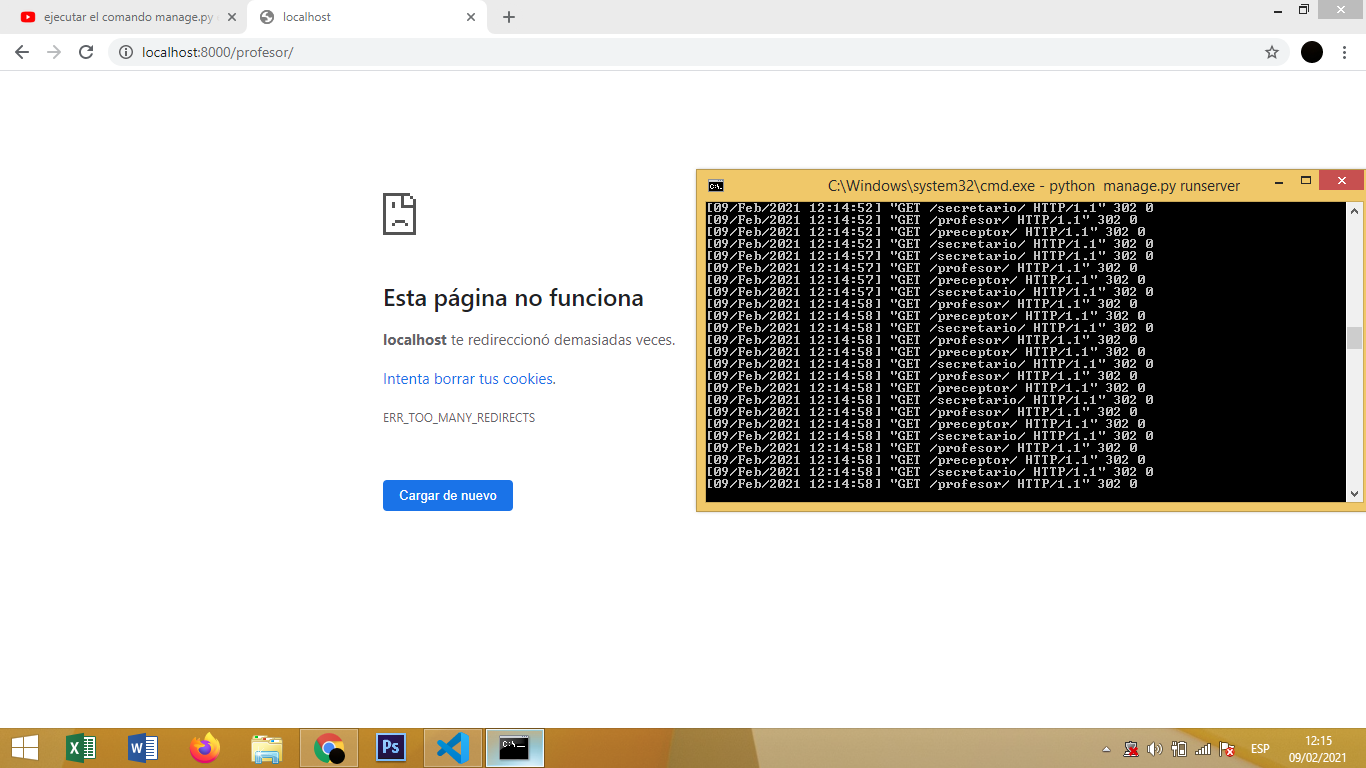 ejecutar el comando manage.py
localhost
localhost:8000/profesor/
Esta página no funciona
localhost te redireccionó demasiadas veces.
Intenta borrar tus cookies.
ERR_TOO_MANY_REDIRECTS
Cargar de nuevo
C:\Windows\system32\cmd.exe - python manage.py runserver
[09/Feb/2021 12:14:52] "GET /secretario/ HTTP/1.1" 302 0
[09/Feb/2021 12:14:52] "GET /profesor/ HTTP/1.1" 302 0
[09/Feb/2021 12:14:52] "GET /preceptor/ HTTP/1.1" 302 0
[09/Feb/2021 12:14:52] "GET /secretario/ HTTP/1.1" 302 0
[09/Feb/2021 12:14:57] "GET /secretario/ HTTP/1.1" 302 0
[09/Feb/2021 12:14:57] "GET /profesor/ HTTP/1.1" 302 0
[09/Feb/2021 12:14:57] "GET /preceptor/ HTTP/1.1" 302 0
[09/Feb/2021 12:14:57] "GET /secretario/ HTTP/1.1" 302 0
[09/Feb/2021 12:14:58] "GET /profesor/ HTTP/1.1" 302 0
[09/Feb/2021 12:14:58] "GET /preceptor/ HTTP/1.1" 302 0
[09/Feb/2021 12:14:58] "GET /secretario/ HTTP/1.1" 302 0
[09/Feb/2021 12:14:58] "GET /profesor/ HTTP/1.1" 302 0
[09/Feb/2021 12:14:58] "GET /preceptor/ HTTP/1.1" 302 0
[09/Feb/2021 12:14:58] "GET /secretario/ HTTP/1.1" 302 0
[09/Feb/2021 12:14:58] "GET /profesor/ HTTP/1.1" 302 0
[09/Feb/2021 12:14:58] "GET /preceptor/ HTTP/1.1" 302 0
[09/Feb/2021 12:14:58] "GET /secretario/ HTTP/1.1" 302 0
[09/Feb/2021 12:14:58] "GET /profesor/ HTTP/1.1" 302 0
[09/Feb/2021 12:14:58] "GET /preceptor/ HTTP/1.1" 302 0
[09/Feb/2021 12:14:58] "GET /secretario/ HTTP/1.1" 302 0
[09/Feb/2021 12:14:58] "GET /profesor/ HTTP/1.1" 302 0
[09/Feb/2021 12:14:58] "GET /preceptor/ HTTP/1.1" 302 0
[09/Feb/2021 12:14:58] "GET /secretario/ HTTP/1.1" 302 0
[09/Feb/2021 12:14:58] "GET /profesor/ HTTP/1.1" 302 0
Ps
ESP
12:15
09/02/2021